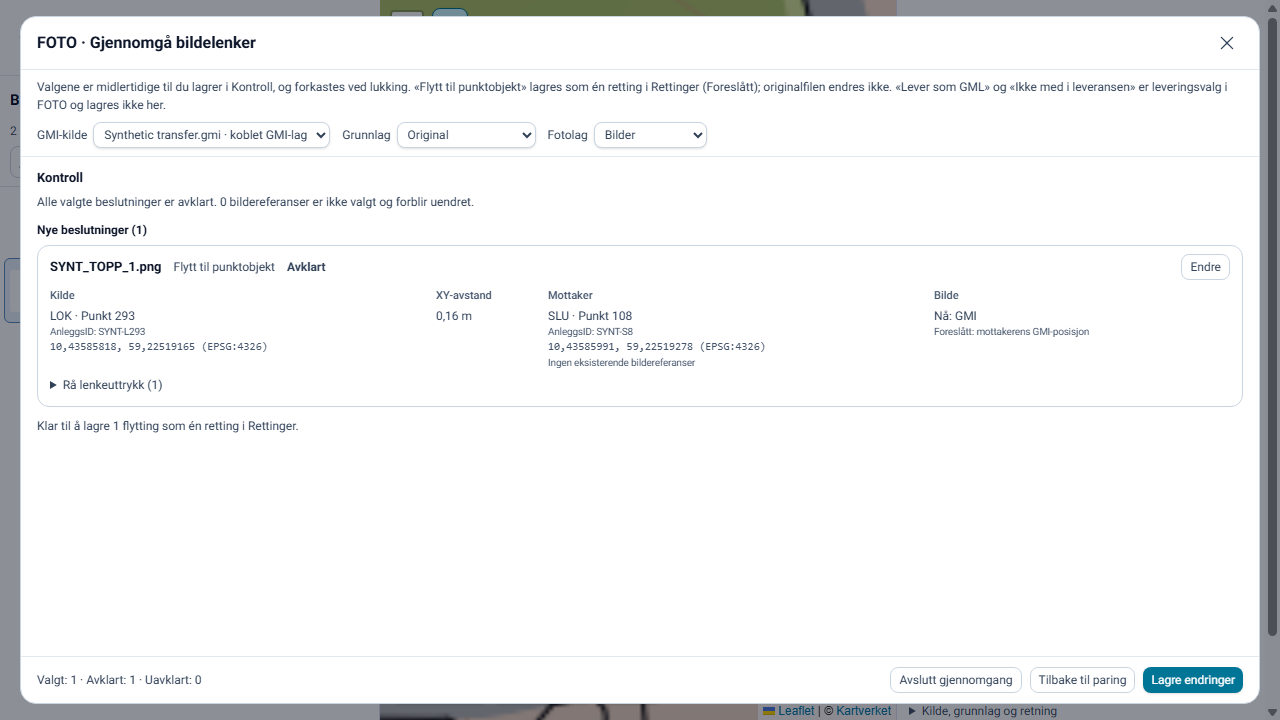 FOTO · Gjennomgå bildelenker
Valgene er midlertidige til du lagrer i Kontroll, og forkastes ved lukking. «Flytt til punktobjekt» lagres som én retting i Rettinger (Foreslått); originalfilen endres ikke. «Lever som GML» og «Ikke med i leveransen» er leveringsvalg i
FOTO og lagres ikke her.
GMI-kilde Synthetic transfer.gmi · koblet GMI-lag Grunnlag Original Fotolag Bilder
Kontroll
Alle valgte beslutninger er avklart. 0 bildereferanser er ikke valgt og forblir uendret.
Nye beslutninger (1)
SYNT_TOPP_1.png Flytt til punktobjekt Avklart Endre
Kilde XY-avstand Mottaker Bilde
LOK · Punkt 293 0,16 m SLU · Punkt 108 Nå: GMI
AnleggsID: SYNT-L293 AnleggsID: SYNT-S8 Foreslått: mottakerens GMI-posisjon
10,43585818, 59,22519165 (EPSG:4326) 10,43585991, 59,22519278 (EPSG:4326)
Ingen eksisterende bildereferanser
Rå lenkeuttrykk (1)
Klar til å lagre 1 flytting som én retting i Rettinger.
Valgt: 1 · Avklart: 1 · Uavklart: 0 Avslutt gjennomgang Tilbake til paring Lagre endringer
Leaflet | © Kartverket Kilde, grunnlag og retning